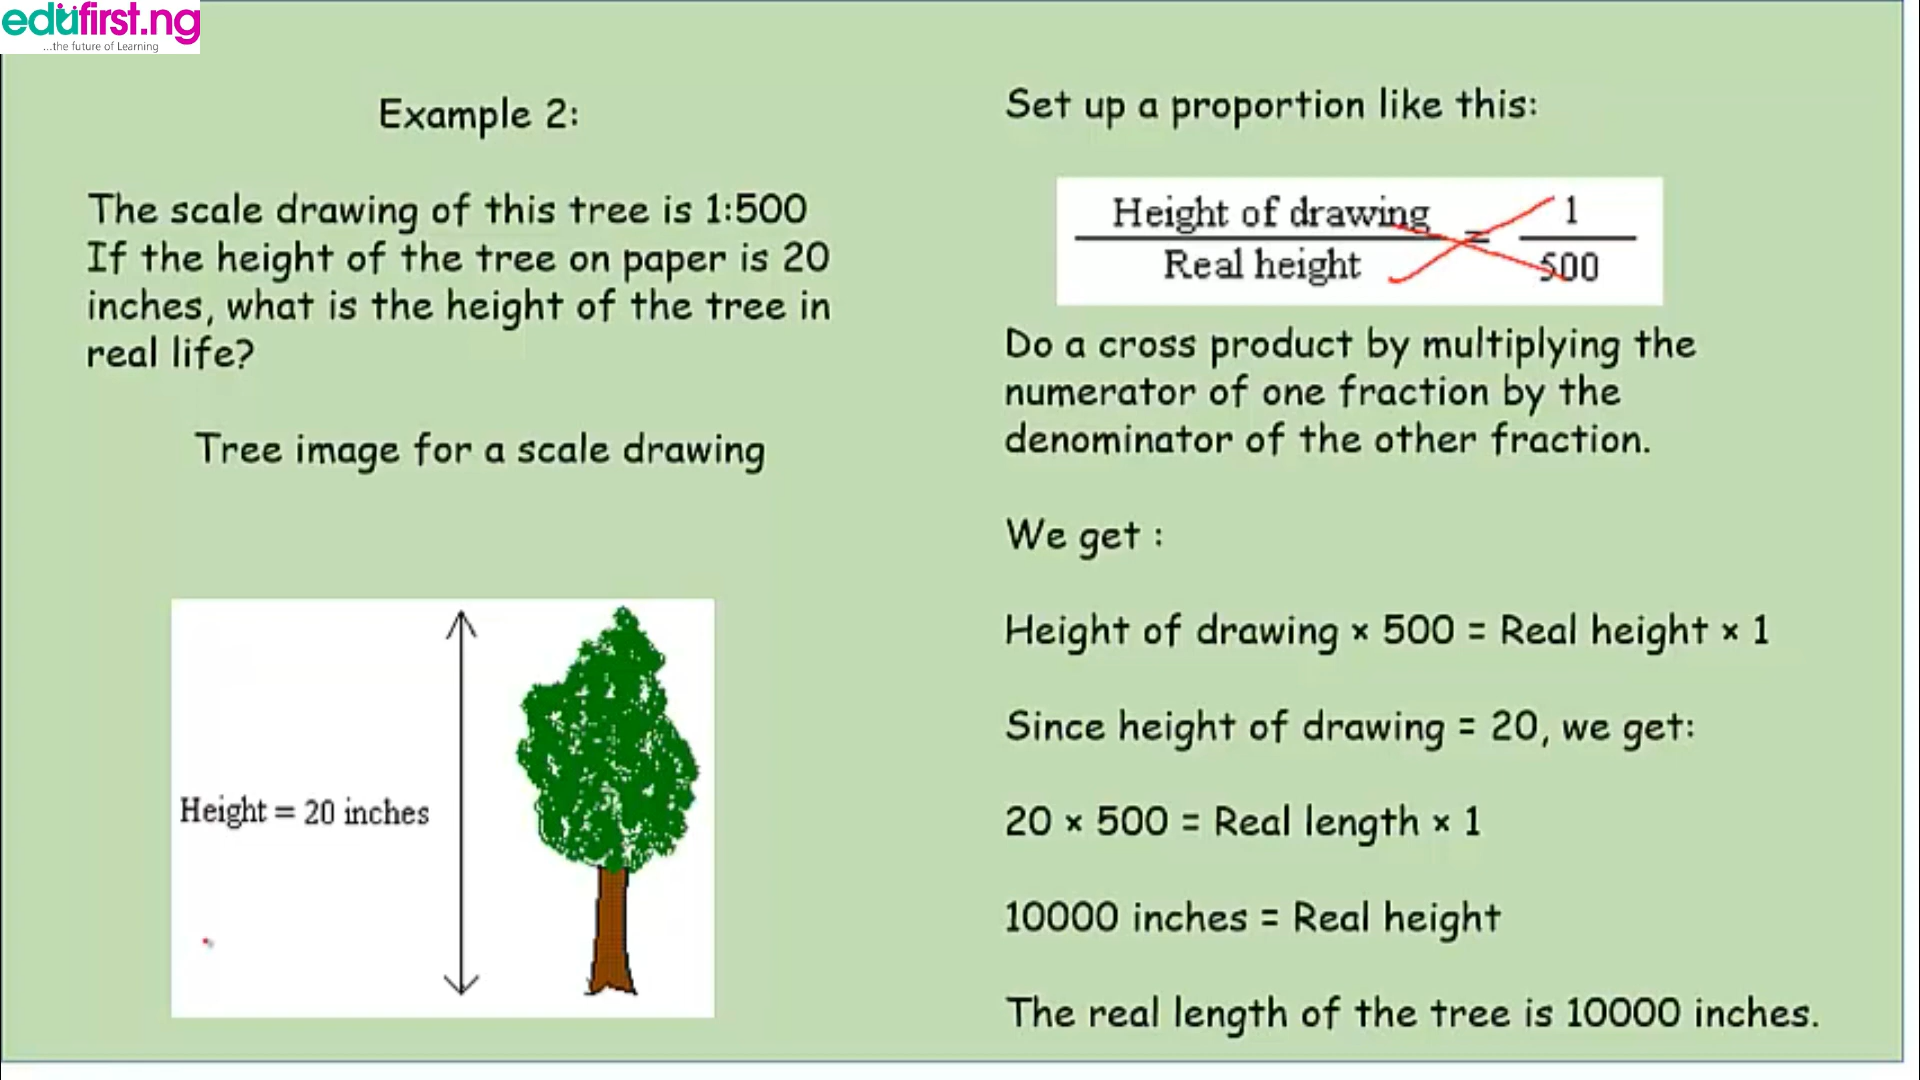 edufirst.ng
...the future of Learning
Example 2:
The scale drawing of this tree is 1:500
If the height of the tree on paper is 20
inches, what is the height of the tree in
real life?
Tree image for a scale drawing
Height = 20 inches
Set up a proportion like this:
Height of drawing = 1
Real height 500
Do a cross product by multiplying the
numerator of one fraction by the
denominator of the other fraction.
We get :
Height of drawing × 500 = Real height × 1
Since height of drawing = 20, we get:
20 × 500 = Real length × 1
10000 inches = Real height
The real length of the tree is 10000 inches.